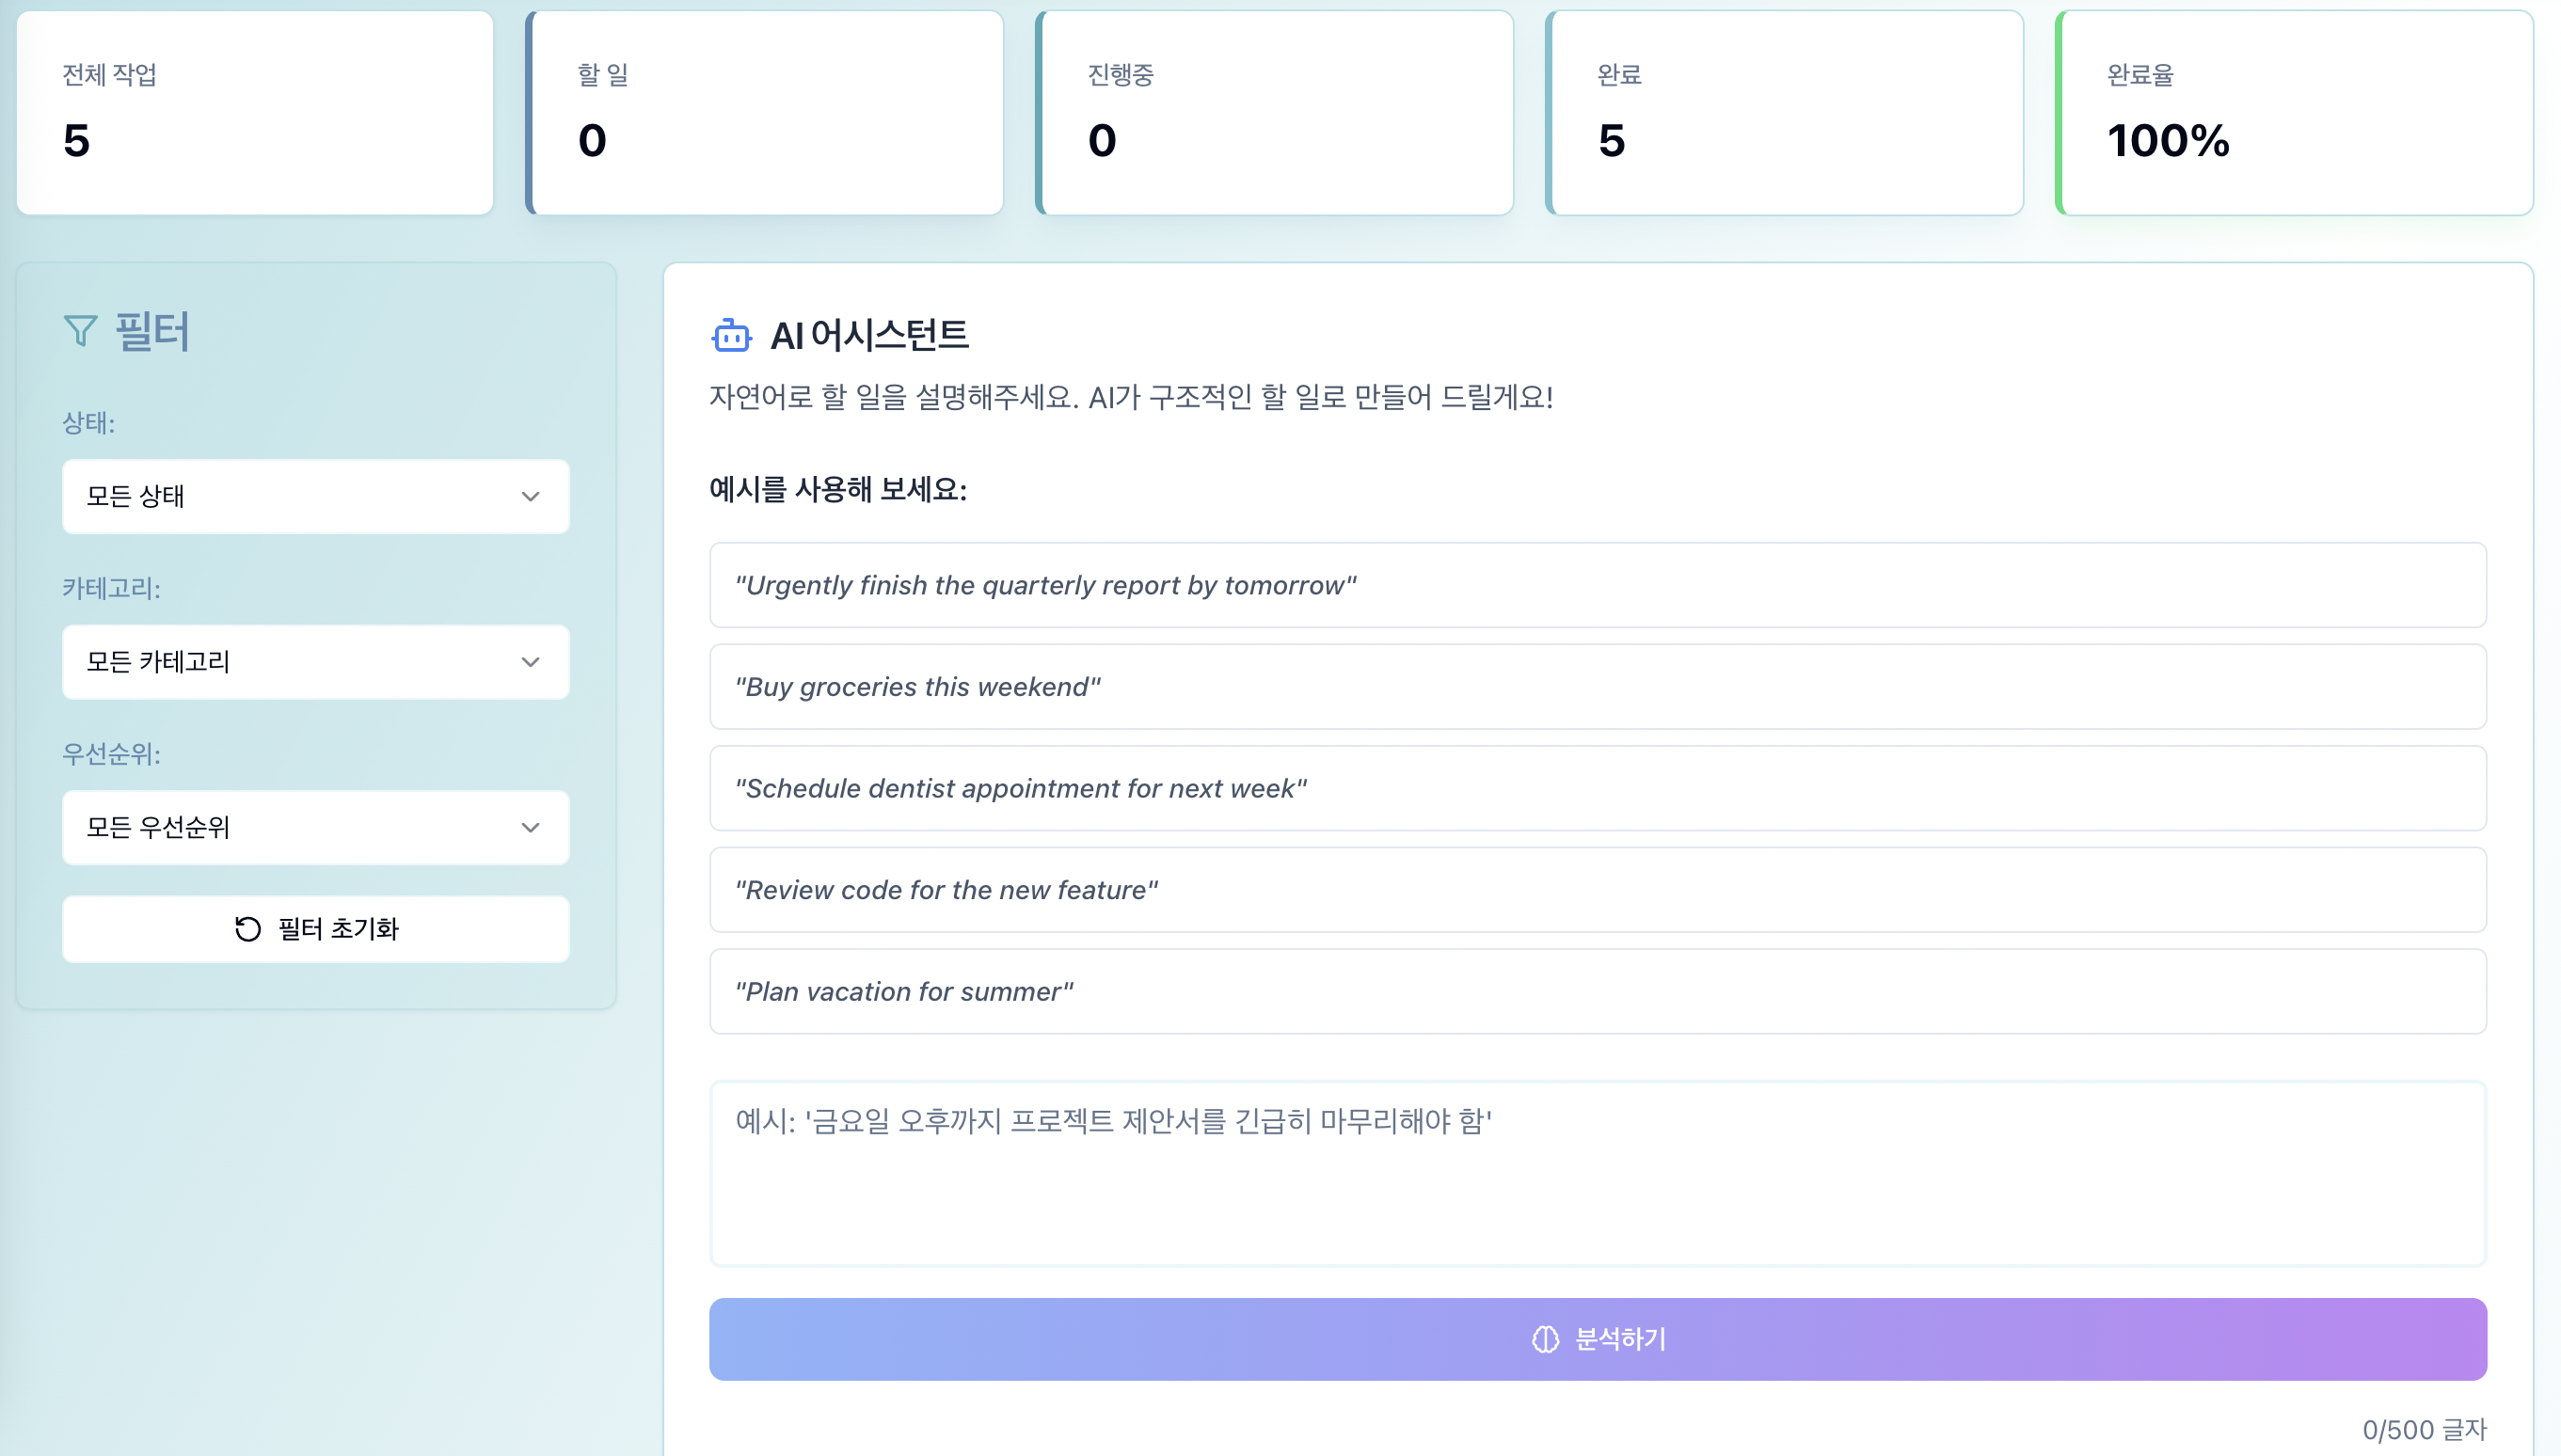 전체 작업
5
할 일
0
진행중
0
완료
5
완료율
100%
필터
상태:
모든 상태
카테고리:
모든 카테고리
우선순위:
모든 우선순위
필터 초기화
AI 어시스턴트
자연어로 할 일을 설명해주세요. AI가 구조적인 할 일로 만들어 드릴게요!
예시를 사용해 보세요:
"Urgently finish the quarterly report by tomorrow"
"Buy groceries this weekend"
"Schedule dentist appointment for next week"
"Review code for the new feature"
"Plan vacation for summer"
예시: '금요일 오후까지 프로젝트 제안서를 긴급히 마무리해야 함'
분석하기
0/500 글자